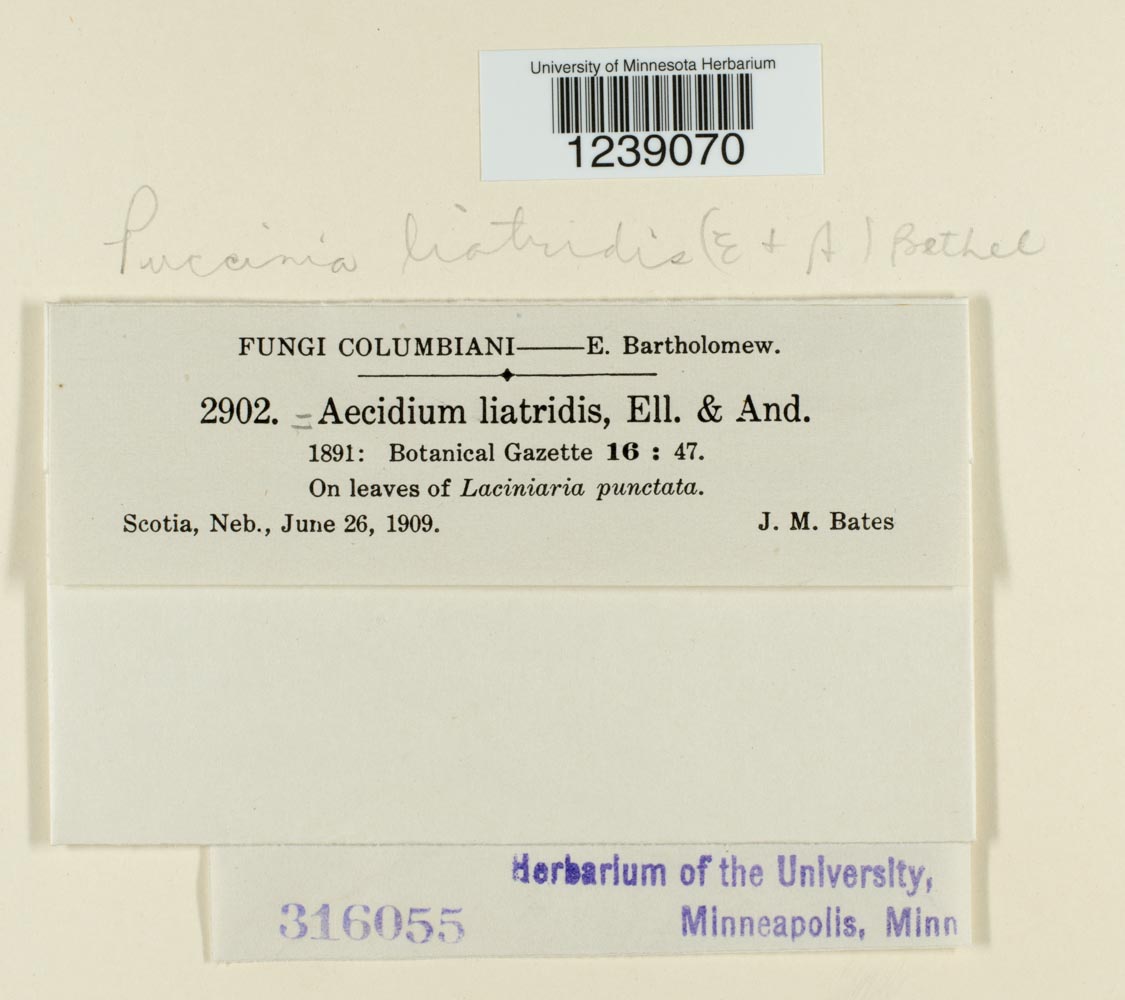 University of Minnesota Herbarium
1239070
Puccinia liatridis (E & A) Bethel
FUNGI COLUMBIANI——E. Bartholomew.
2902. = Aecidium liatridis, Ell. & And.
1891: Botanical Gazette 16 : 47.
On leaves of Laciniaria punctata.
Scotia, Neb., June 26, 1909. J. M. Bates
Herbarium of the University,
316055 Minneapolis, Minn